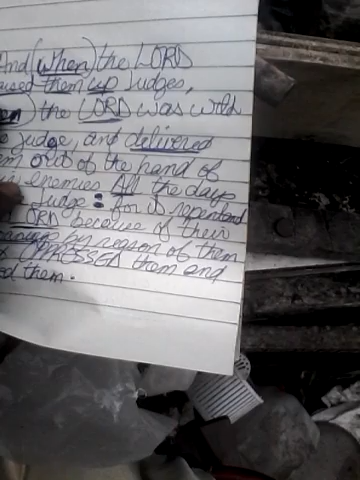 And (when) the LORD
them up Judges,
the LORD was with
Judge, and delivered
out of the hand of
enemies All the days
Judge: for it repented
LORD because of their
by reason of them
OPPRESSED them and
them.